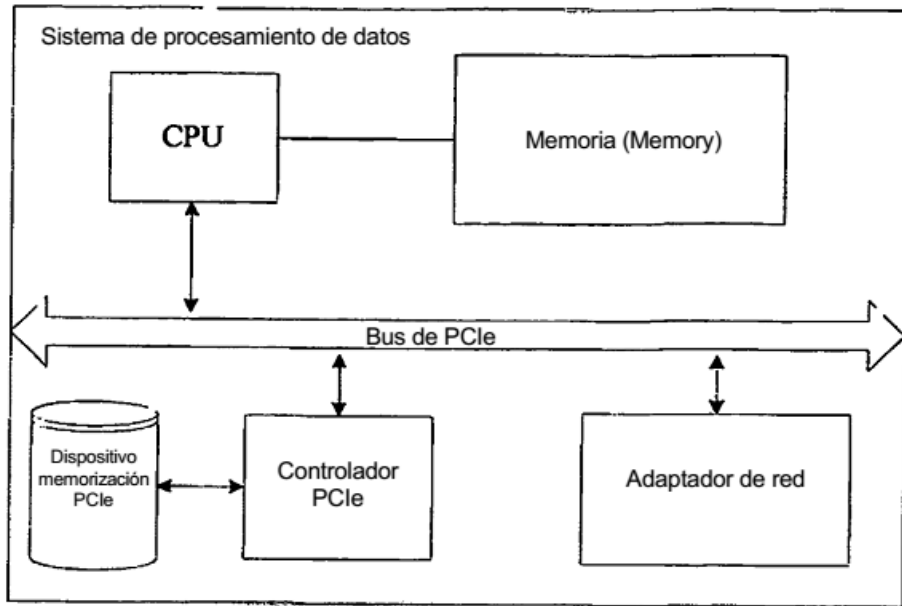 Sistema de procesamiento de datos
CPU
Memoria (Memory)
Bus de PCIe
Dispositivo
memorización
PCIe
Controlador
PCIe
Adaptador de red